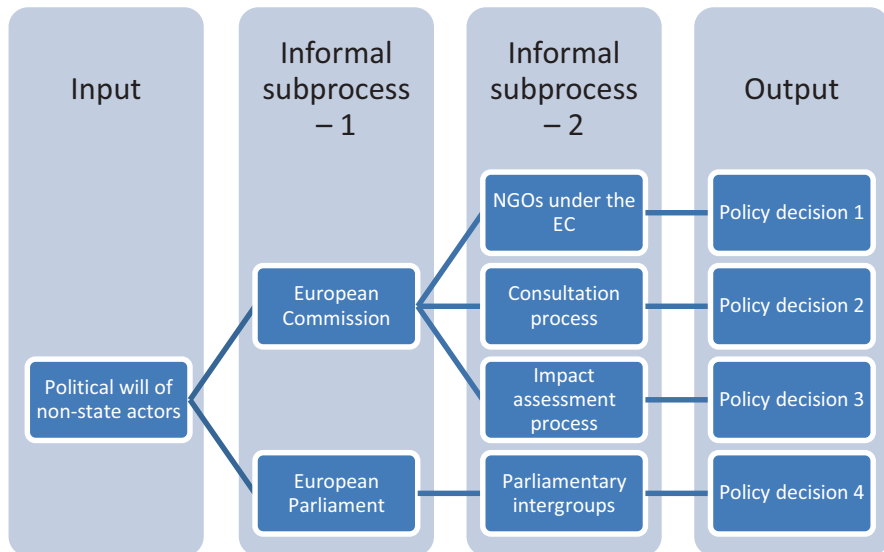 Input
Informal
subprocess
– 1
Informal
subprocess
– 2
Output
Political will of
non-state actors
European
Commission
European
Parliament
NGOs under the
EC
Consultation
process
Impact
assessment
process
Parliamentary
intergroups
Policy decision 1
Policy decision 2
Policy decision 3
Policy decision 4